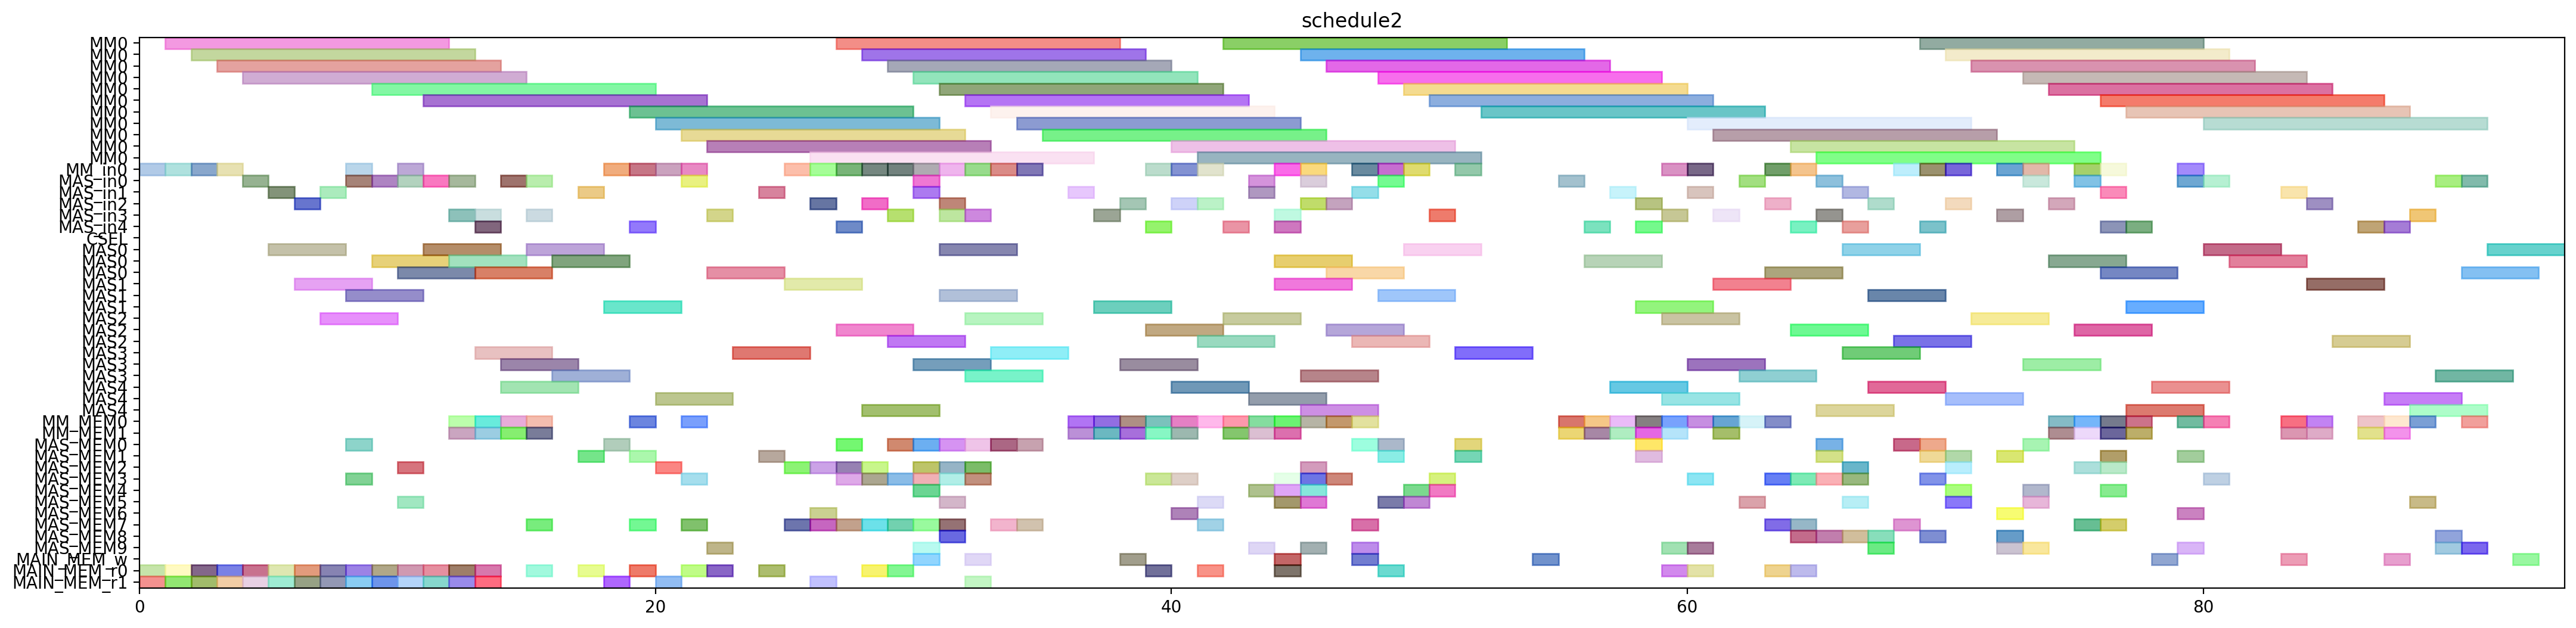 schedule2
MM0
MM0
MM0
MM0
MM0
MM0
MM0
MM0
MM0
MM0
MM0
MM_in0
MAS_in0
MAS_in1
MAS_in2
MAS_in3
MAS_in4
CSEL
MAS0
MAS0
MAS0
MAS1
MAS1
MAS1
MAS2
MAS2
MAS2
MAS3
MAS3
MAS3
MAS4
MAS4
MAS4
MM_MEM0
MM_MEM1
MAS_MEM0
MAS_MEM1
MAS_MEM2
MAS_MEM3
MAS_MEM4
MAS_MEM5
MAS_MEM6
MAS_MEM7
MAS_MEM8
MAS_MEM9
MAIN_MEM_w
MAIN_MEM_r0
MAIN_MEM_r1
0 20 40 60 80